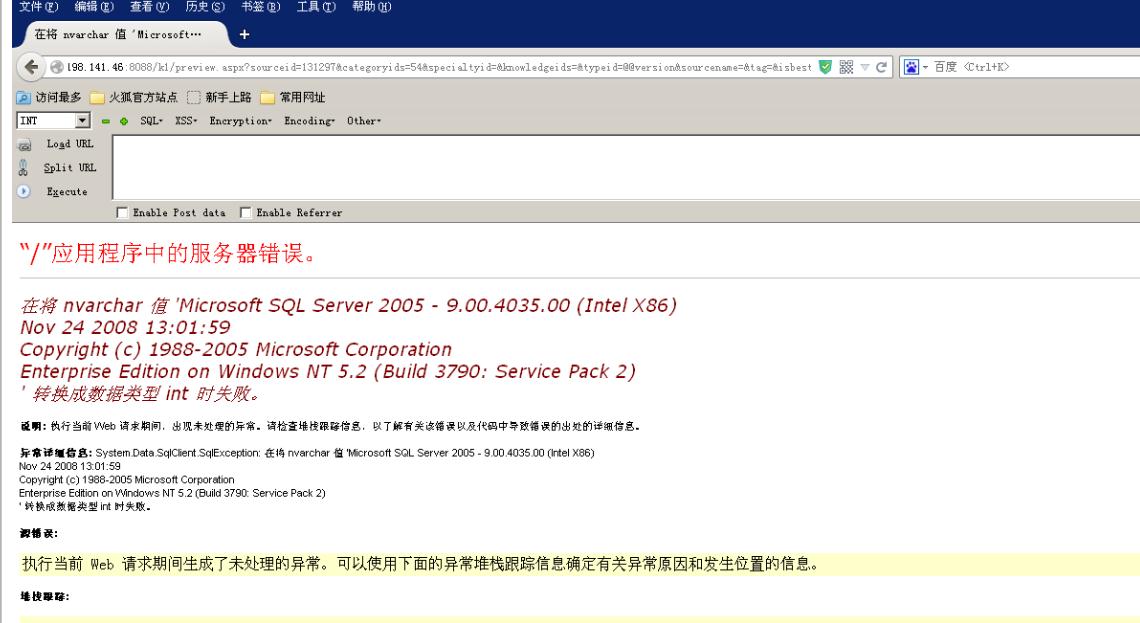 文件(F) 编辑(E) 查看(V) 历史(S) 书签(B) 工具(T) 帮助(H)
在将 nvarchar 值 'Microsoft… +
198.141.46:8088/kl/preview.aspx?sourceid=131297&categoryids=54&specialtyid=&knowledgeids=&typeid=@@version&sourcename=&tag=&isbest 百度 <Ctrl+K>
访问最多 火狐官方站点 新手上路 常用网址
INT SQL- XSS- Encryption- Encoding- Other-
Load URL
Split URL
Execute
Enable Post data Enable Referrer
“/”应用程序中的服务器错误。
在将 nvarchar 值 'Microsoft SQL Server 2005 - 9.00.4035.00 (Intel X86)
Nov 24 2008 13:01:59
Copyright (c) 1988-2005 Microsoft Corporation
Enterprise Edition on Windows NT 5.2 (Build 3790: Service Pack 2)
' 转换成数据类型 int 时失败。
说明: 执行当前 Web 请求期间，出现未处理的异常。请检查堆栈跟踪信息，以了解有关该错误以及代码中导致错误的出处的详细信息。
异常详细信息: System.Data.SqlClient.SqlException: 在将 nvarchar 值 'Microsoft SQL Server 2005 - 9.00.4035.00 (Intel X86)
Nov 24 2008 13:01:59
Copyright (c) 1988-2005 Microsoft Corporation
Enterprise Edition on Windows NT 5.2 (Build 3790: Service Pack 2)
' 转换成数据类型 int 时失败。
源错误:
执行当前 Web 请求期间生成了未处理的异常。可以使用下面的异常堆栈跟踪信息确定有关异常原因和发生位置的信息。
堆栈跟踪: